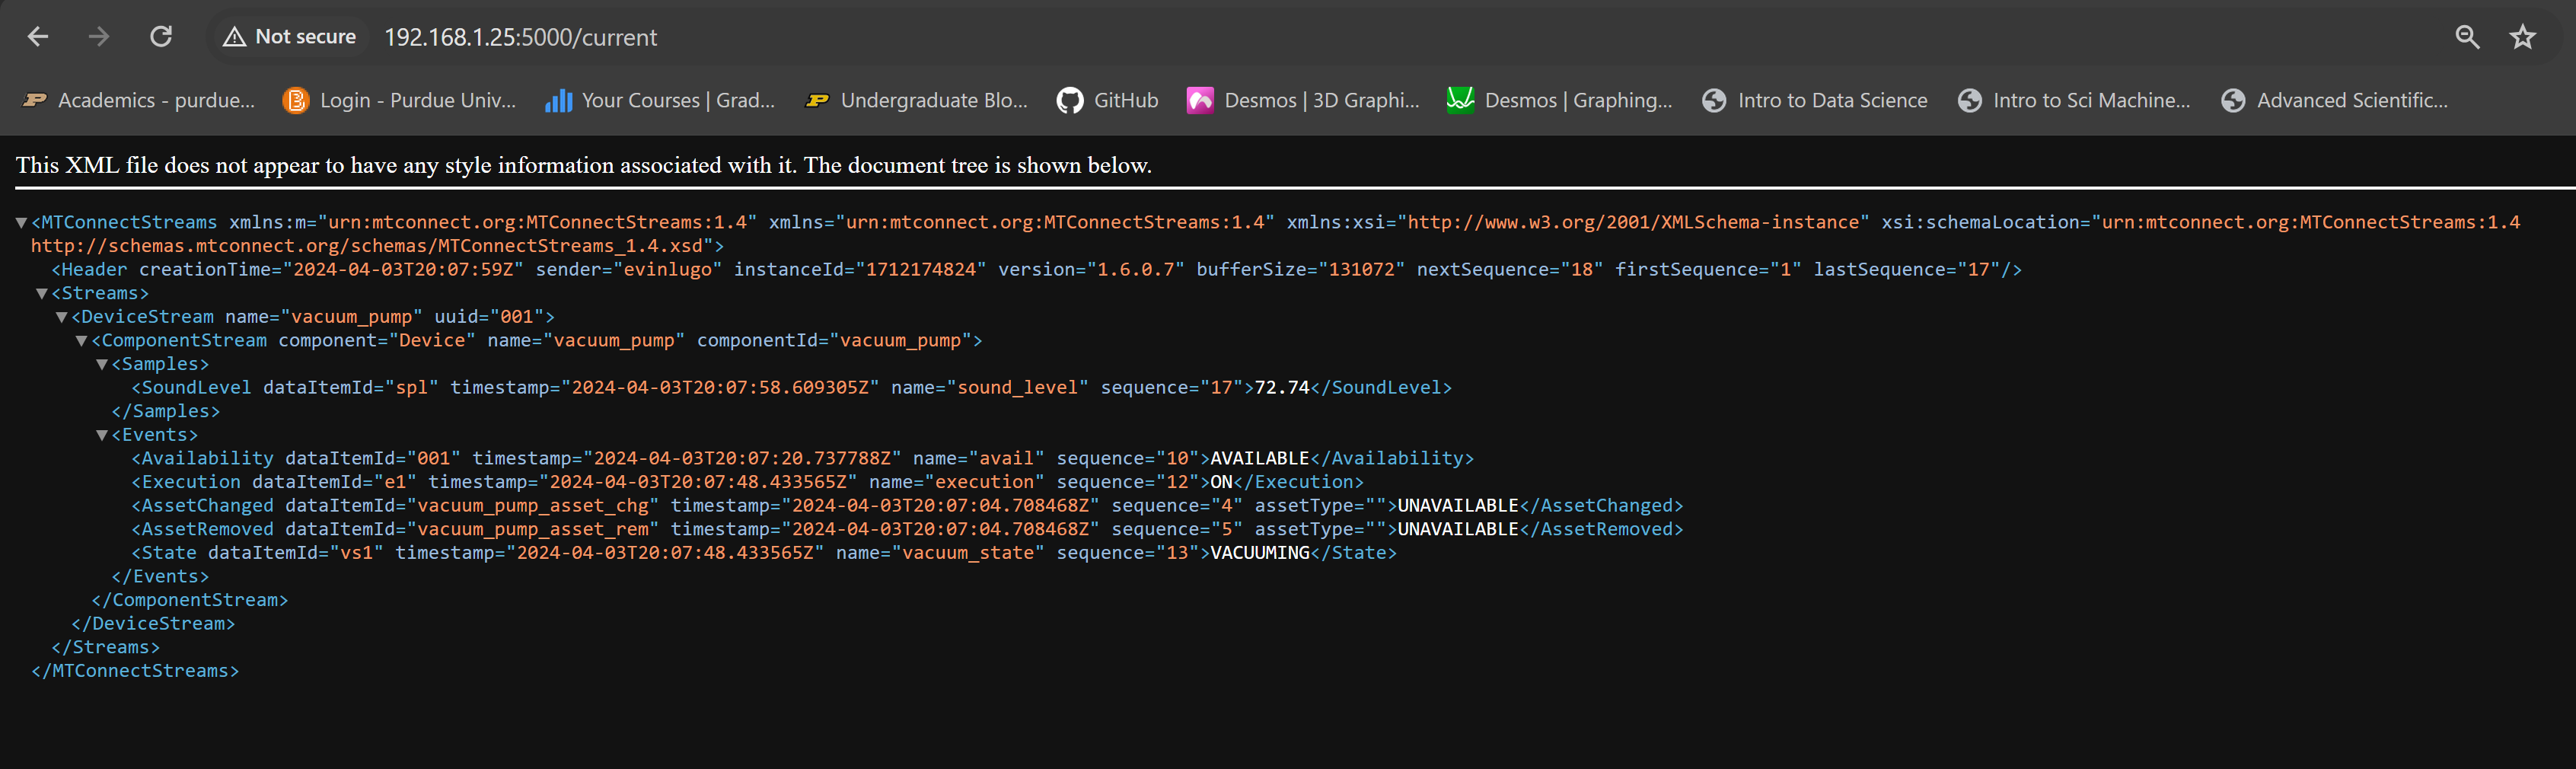 Not secure 192.168.1.25:5000/current
Academics - purdue... Login - Purdue Univ... Your Courses | Grad... Undergraduate Blo... GitHub Desmos | 3D Graphi... Desmos | Graphing... Intro to Data Science Intro to Sci Machine... Advanced Scientific...
This XML file does not appear to have any style information associated with it. The document tree is shown below.
<MTConnectStreams xmlns:m="urn:mtconnect.org:MTConnectStreams:1.4" xmlns="urn:mtconnect.org:MTConnectStreams:1.4" xmlns:xsi="http://www.w3.org/2001/XMLSchema-instance" xsi:schemaLocation="urn:mtconnect.org:MTConnectStreams:1.4
http://schemas.mtconnect.org/schemas/MTConnectStreams_1.4.xsd">
<Header creationTime="2024-04-03T20:07:59Z" sender="evinlugo" instanceId="1712174824" version="1.6.0.7" bufferSize="131072" nextSequence="18" firstSequence="1" lastSequence="17"/>
<Streams>
<DeviceStream name="vacuum_pump" uuid="001">
<ComponentStream component="Device" name="vacuum_pump" componentId="vacuum_pump">
<Samples>
<SoundLevel dataItemId="spl" timestamp="2024-04-03T20:07:58.609305Z" name="sound_level" sequence="17">72.74</SoundLevel>
</Samples>
<Events>
<Availability dataItemId="001" timestamp="2024-04-03T20:07:20.737788Z" name="avail" sequence="10">AVAILABLE</Availability>
<Execution dataItemId="e1" timestamp="2024-04-03T20:07:48.433565Z" name="execution" sequence="12">ON</Execution>
<AssetChanged dataItemId="vacuum_pump_asset_chg" timestamp="2024-04-03T20:07:04.708468Z" sequence="4" assetType="">UNAVAILABLE</AssetChanged>
<AssetRemoved dataItemId="vacuum_pump_asset_rem" timestamp="2024-04-03T20:07:04.708468Z" sequence="5" assetType="">UNAVAILABLE</AssetRemoved>
<State dataItemId="vs1" timestamp="2024-04-03T20:07:48.433565Z" name="vacuum_state" sequence="13">VACUUMING</State>
</Events>
</ComponentStream>
</DeviceStream>
</Streams>
</MTConnectStreams>